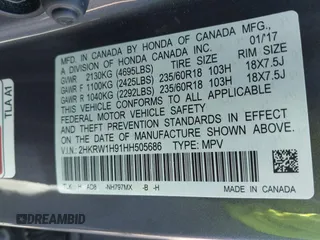 MFD. IN CANADA BY HONDA OF CANADA MFG., 01/17
A DIVISION OF HONDA CANADA INC.
GVWR 2130KG (4695LBS) TIRE SIZE RIM SIZE
GAWR F 1100KG (2425LBS) 235/60R18 103H 18X7.5J
GAWR R 1040KG (2292LBS) 235/60R18 103H 18X7.5J
THIS VEHICLE CONFORMS TO ALL APPLICABLE
FEDERAL MOTOR VEHICLE SAFETY
AND THEFT PREVENTION STANDARDS IN EFFECT ON
THE DATE OF MANUFACTURE SHOWN ABOVE.
V.I.N: 2HKRW1H91HH505686 TYPE: MPV
NH797MX -B -H
MADE IN CANADA
TLA A1
DREAMBID